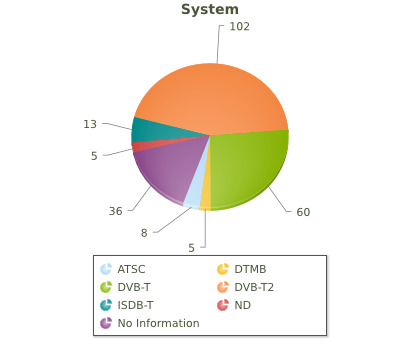 System
102
13
5
36
8
5
60
ATSC
DTMB
DVB-T
DVB-T2
ISDB-T
ND
No Information